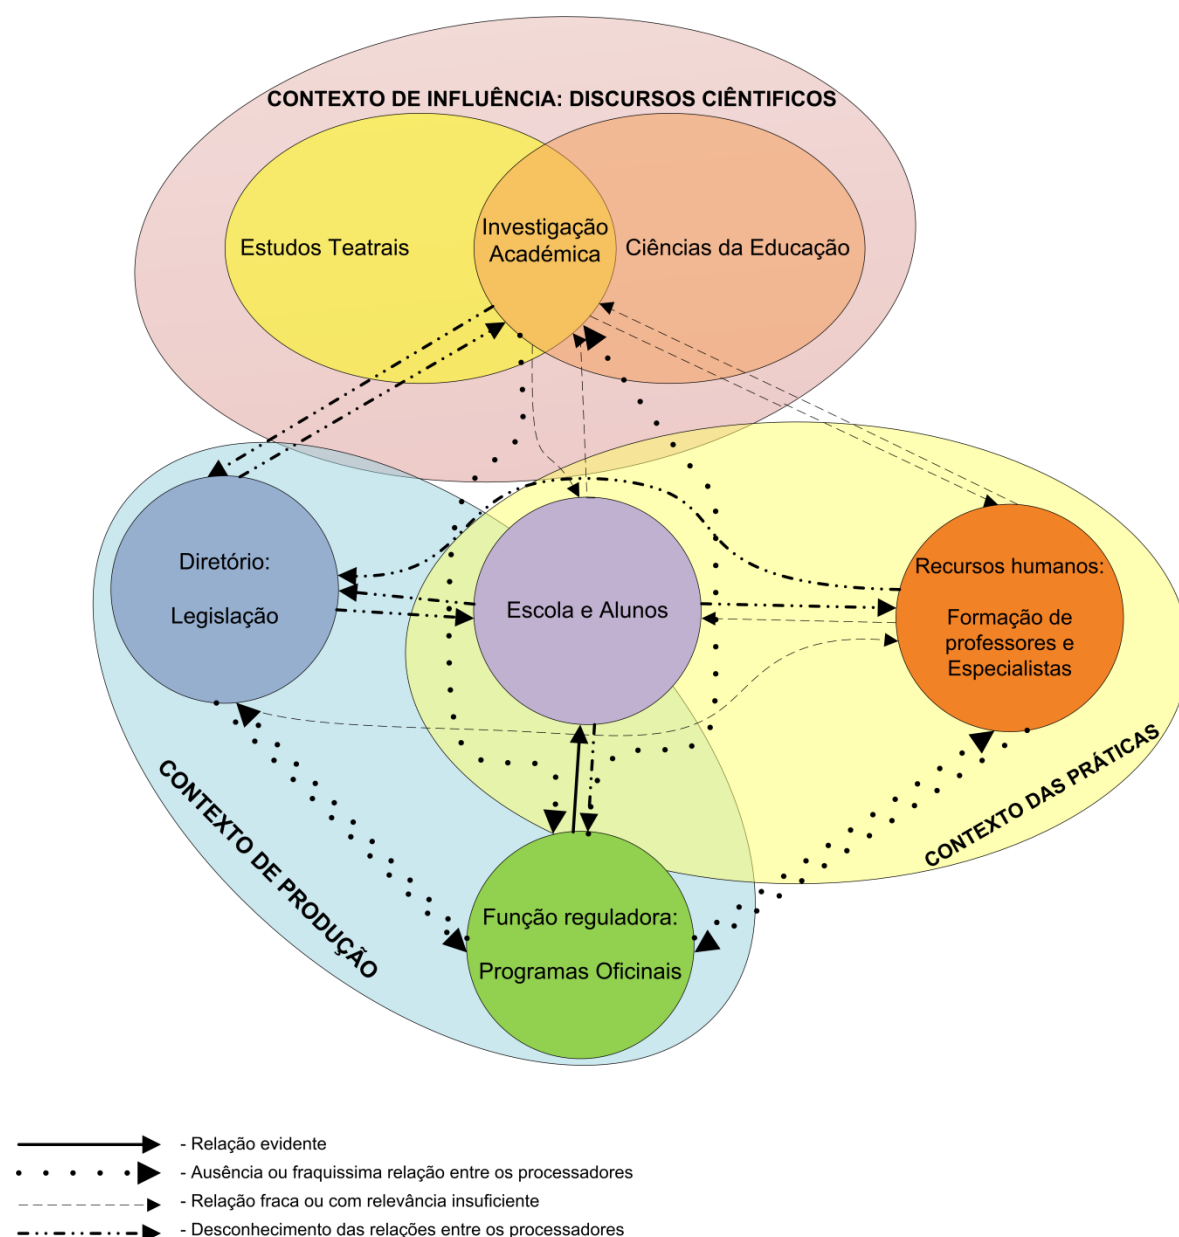 CONTEXTO DE INFLUÊNCIA: DISCURSOS CIÊNTIFICOS
Estudos Teatrais
Investigação
Académica
Ciências da Educação
Diretório:
Legislação
Escola e Alunos
Recursos humanos:
Formação de
professores e
Especialistas
CONTEXTO DE PRODUÇÃO
CONTEXTO DAS PRÁTICAS
Função reguladora:
Programas Oficinais
- Relação evidente
- Ausência ou fraquissima relação entre os processadores
- Relação fraca ou com relevância insuficiente
- Desconhecimento das relações entre os processadores